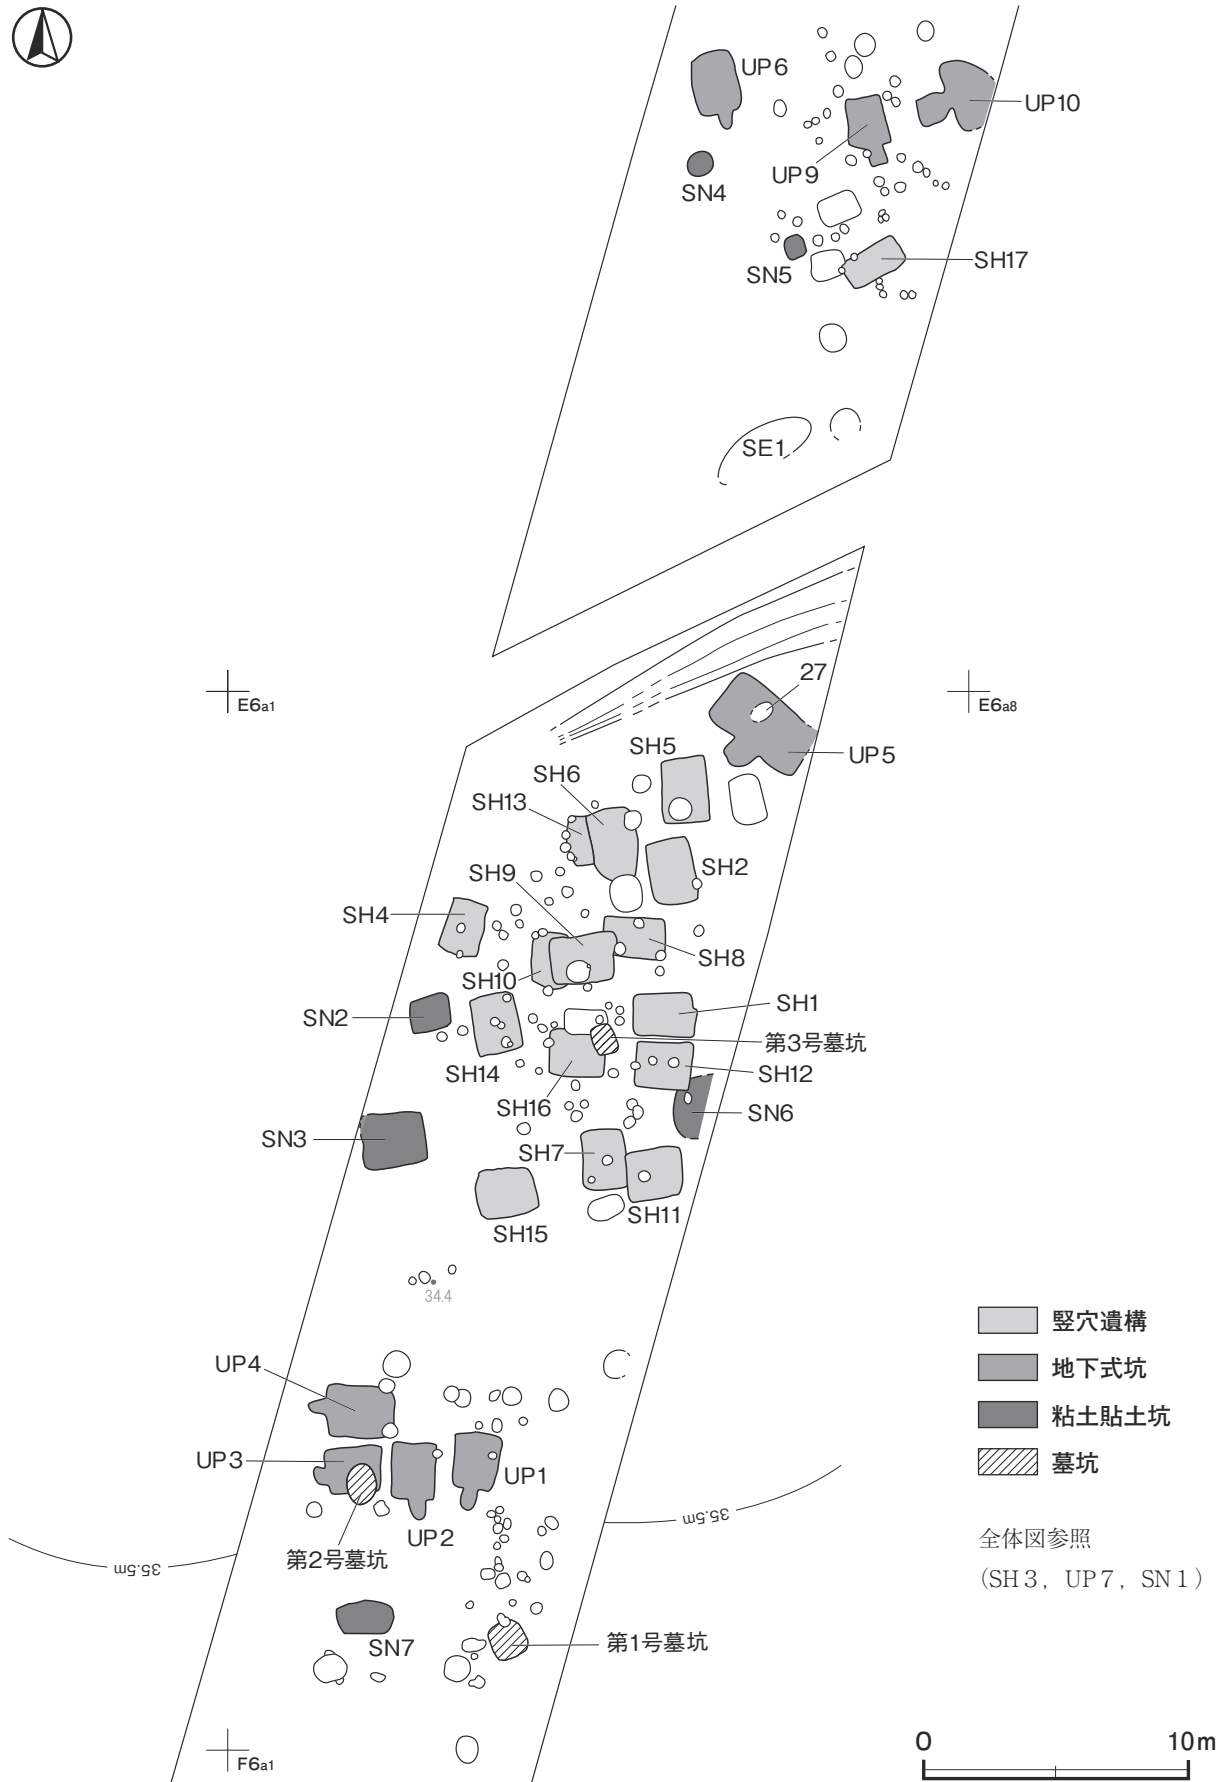 UP6
UP10
UP9
SN4
SN5
SH17
SE1
E6a1
E6a8
27
UP5
SH5
SH6
SH13
SH2
SH9
SH4
SH8
SH10
SN2
SH1
第3号墓坑
SH14
SH12
SH16
SN6
SN3
SH7
SH11
SH15
34.4
UP4
UP3
UP1
UP2
第2号墓坑
35.5m
35.5m
SN7
第1号墓坑
F6a1
竪穴遺構
地下式坑
粘土貼土坑
墓坑
全体図参照
（SH3，UP7，SN1）
0 10m